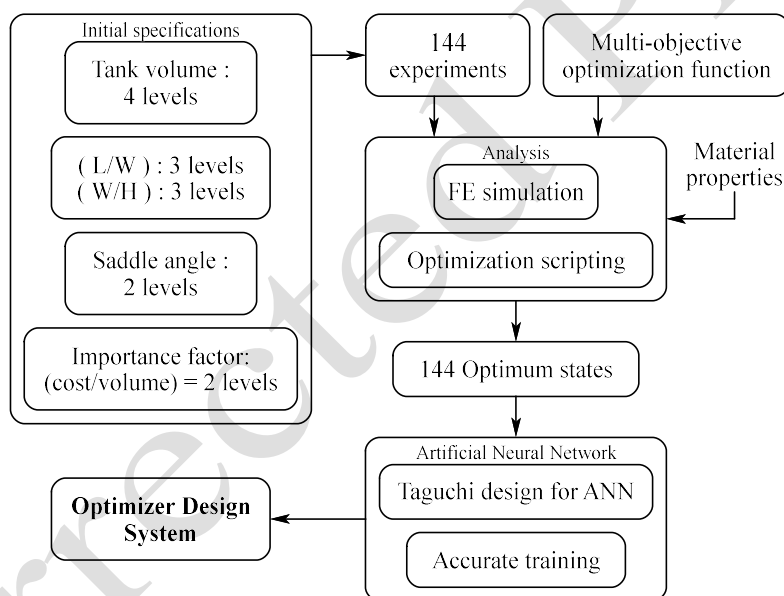 Initial specifications
Tank volume :
4 levels
( L/W ) : 3 levels
( W/H ) : 3 levels
Saddle angle :
2 levels
Importance factor:
(cost/volume) = 2 levels
144
experiments
Multi-objective
optimization function
Analysis
FE simulation
Optimization scripting
Material
properties
144 Optimum states
Artificial Neural Network
Taguchi design for ANN
Accurate training
Optimizer Design
System